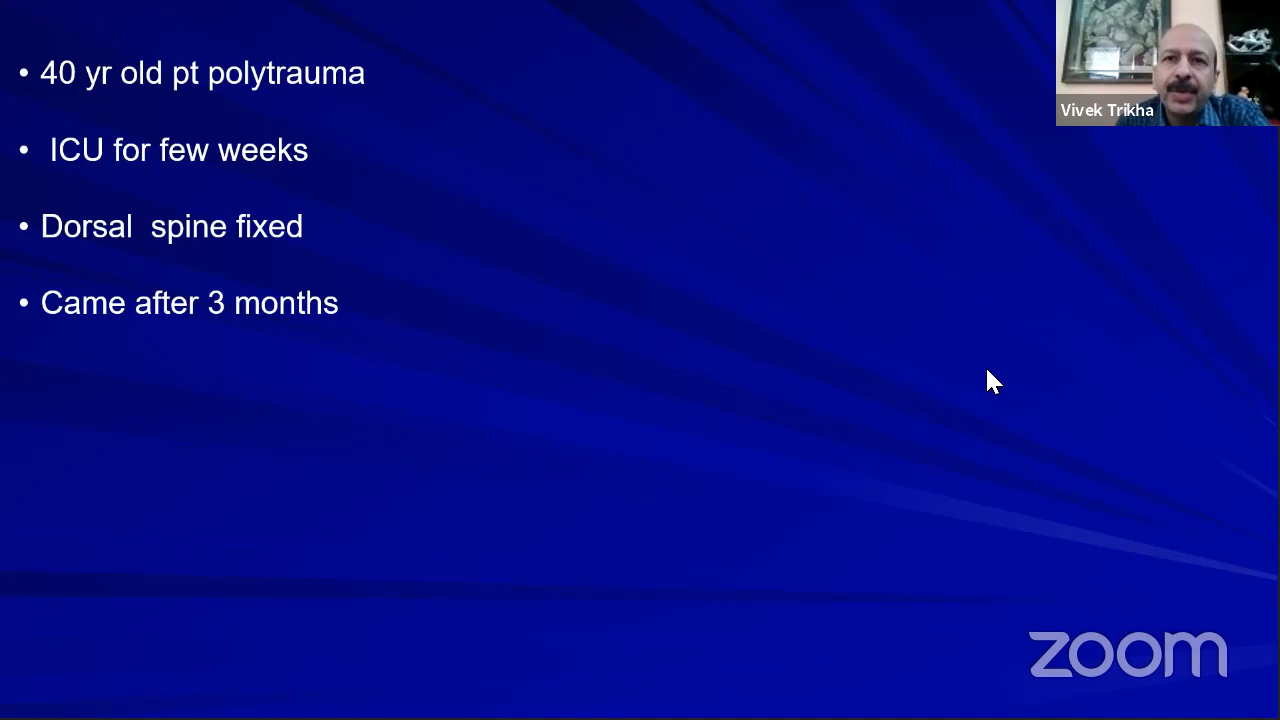 • 40 yr old pt polytrauma
• ICU for few weeks
• Dorsal spine fixed
• Came after 3 months
Vivek Trikha
zoom